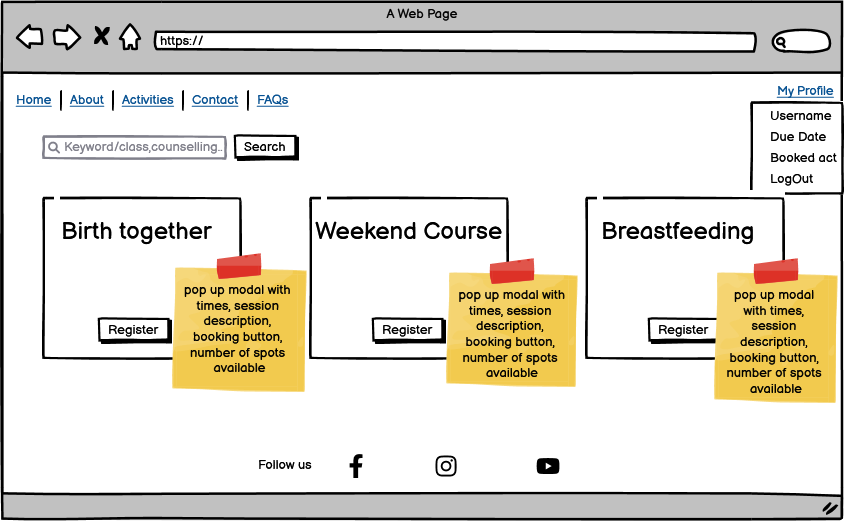 A Web Page
https://
Home About Activities Contact FAQs
My Profile
Username
Due Date
Booked act
LogOut
Keyword/class,counselling..
Search
Birth together
Register
pop up modal with
times, session
description,
booking button,
number of spots
available
Weekend Course
Register
pop up modal with
times, session
description,
booking button,
number of spots
available
Breastfeeding
Register
pop up modal
with times,
session
description,
booking button,
number of spots
available
Follow us